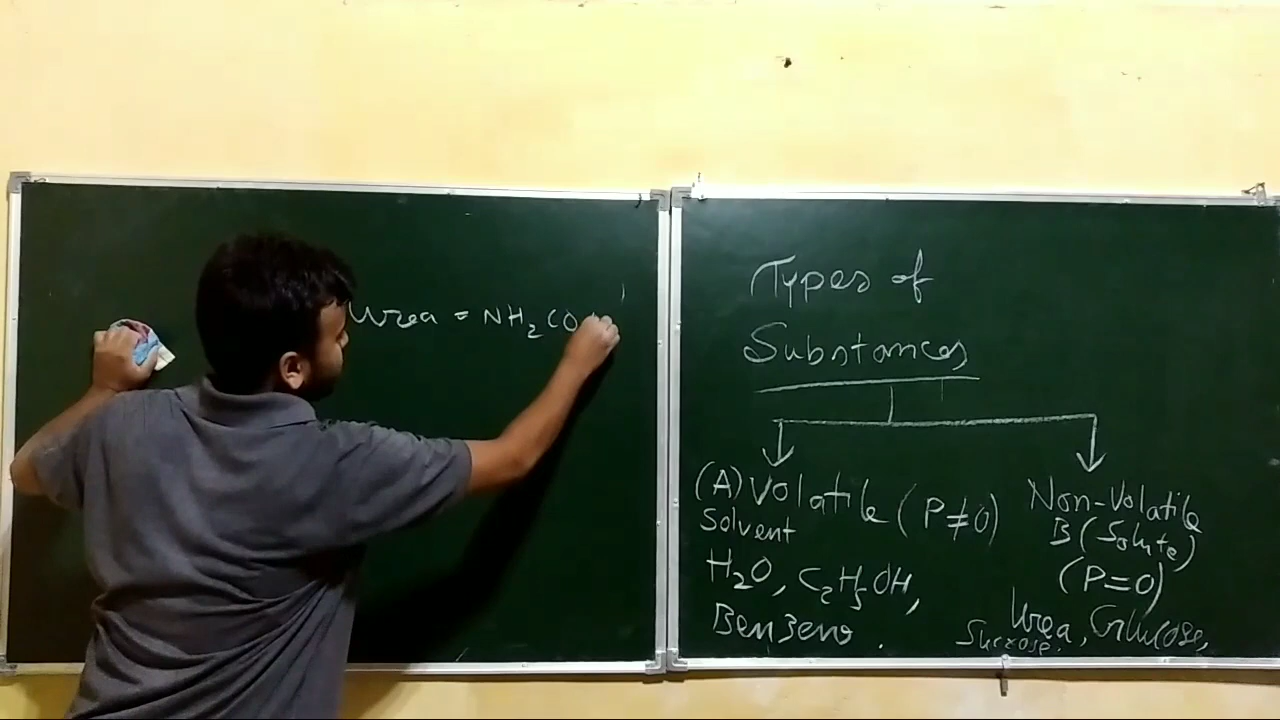 Urea = NH₂CO
Types of
Substances
(A) Volatile (P≠0)
Solvent
H₂O, C₂H₅OH,
Benzene.
Non-Volatile
B (Solute)
(P=0)
Urea, Glucose,
Sucrose.